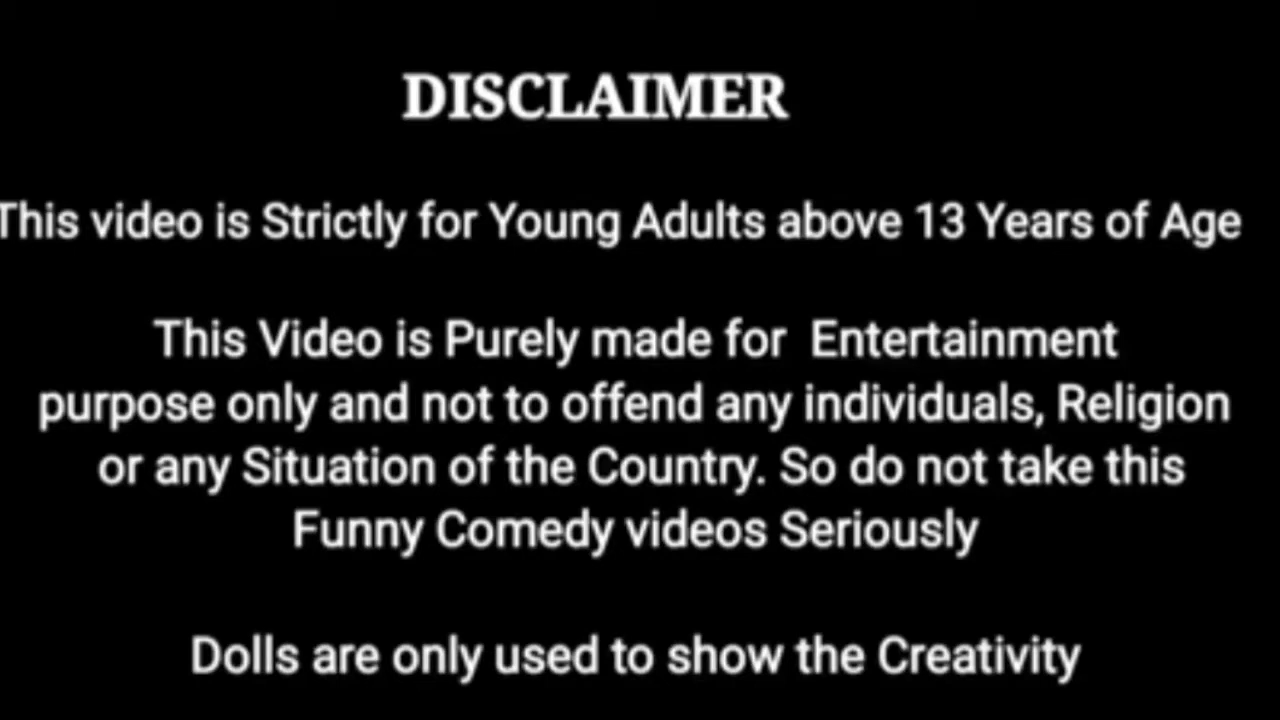 DISCLAIMER
This video is Strictly for Young Adults above 13 Years of Age
This Video is Purely made for Entertainment
purpose only and not to offend any individuals, Religion
or any Situation of the Country. So do not take this
Funny Comedy videos Seriously
Dolls are only used to show the Creativity